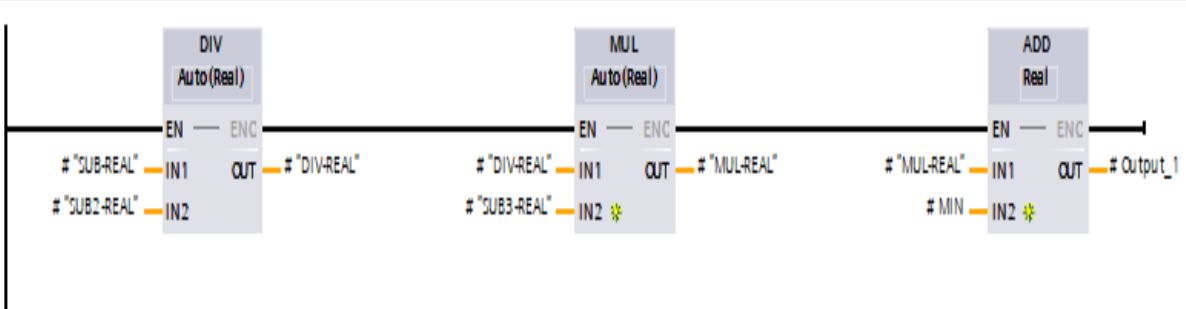 DIV
Auto (Real)
EN ENO
# "SUB-REAL" IN1 OUT # "DIV-REAL"
# "SUB2-REAL" IN2
MUL
Auto (Real)
EN ENO
# "DIV-REAL" IN1 OUT # "MUL-REAL"
# "SUB3-REAL" IN2
ADD
Real
EN ENO
# "MUL-REAL" IN1 OUT # Output_1
# MIN IN2